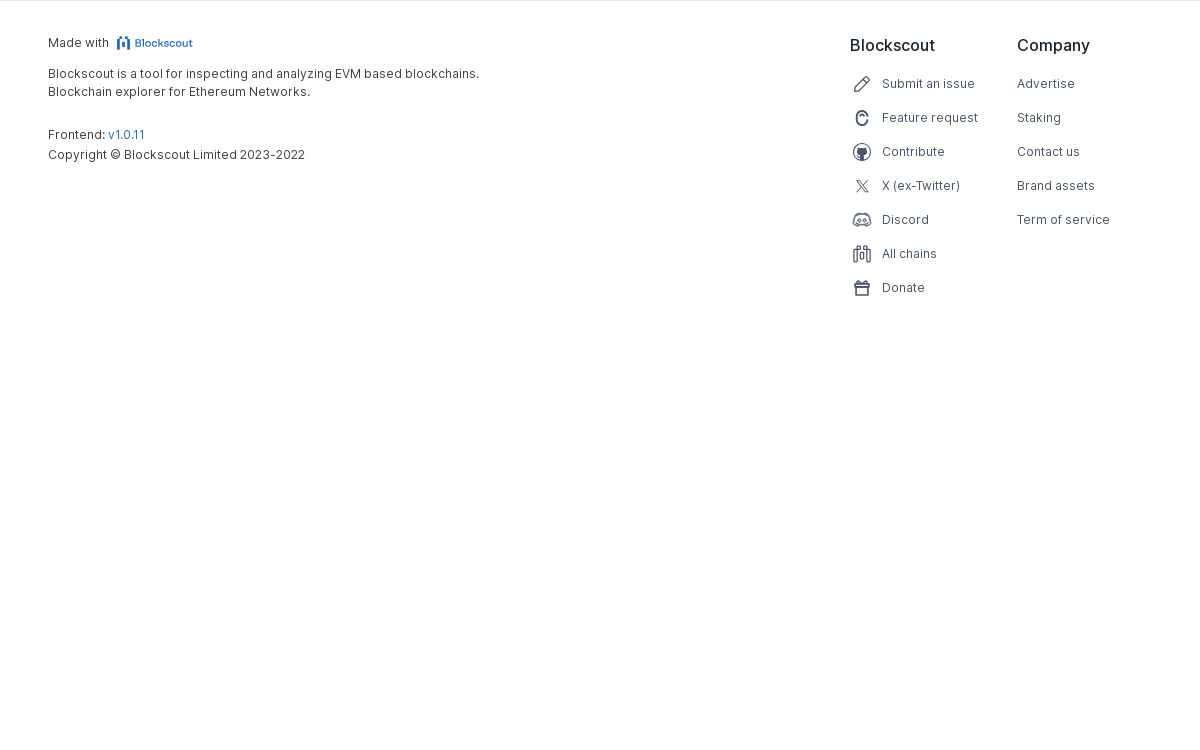 Made with Blockscout
Blockscout is a tool for inspecting and analyzing EVM based blockchains.
Blockchain explorer for Ethereum Networks.
Frontend: v1.0.11
Copyright © Blockscout Limited 2023-2022
Blockscout
Submit an issue
Feature request
Contribute
X (ex-Twitter)
Discord
All chains
Donate
Company
Advertise
Staking
Contact us
Brand assets
Term of service